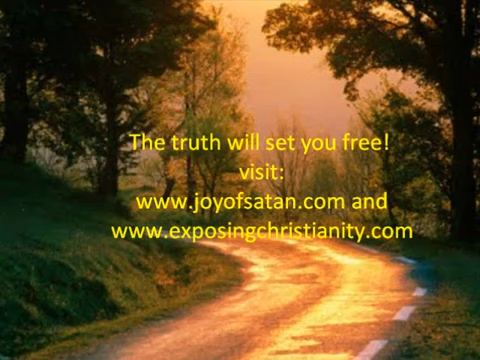 The truth will set you free!
visit:
www.joyofsatan.com and
www.exposingchristianity.com